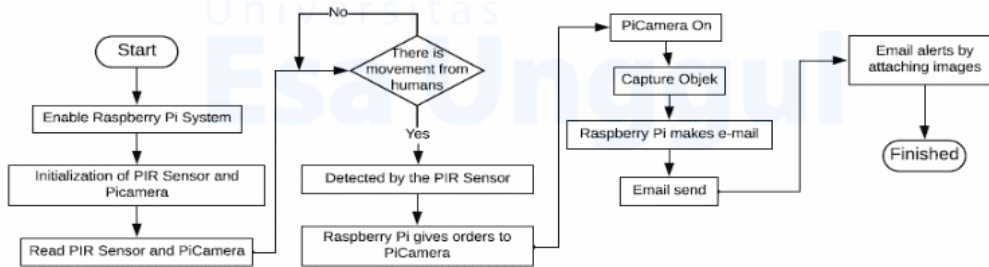 Universitas
Esa Unggul
Start
Enable Raspberry Pi System
Initialization of PIR Sensor and
Picamera
Read PIR Sensor and PiCamera
No
There is
movement from
humans
Yes
Detected by the PIR Sensor
Raspberry Pi gives orders to
PiCamera
PiCamera On
Capture Objek
Raspberry Pi makes e-mail
Email send
Email alerts by
attaching images
Finished